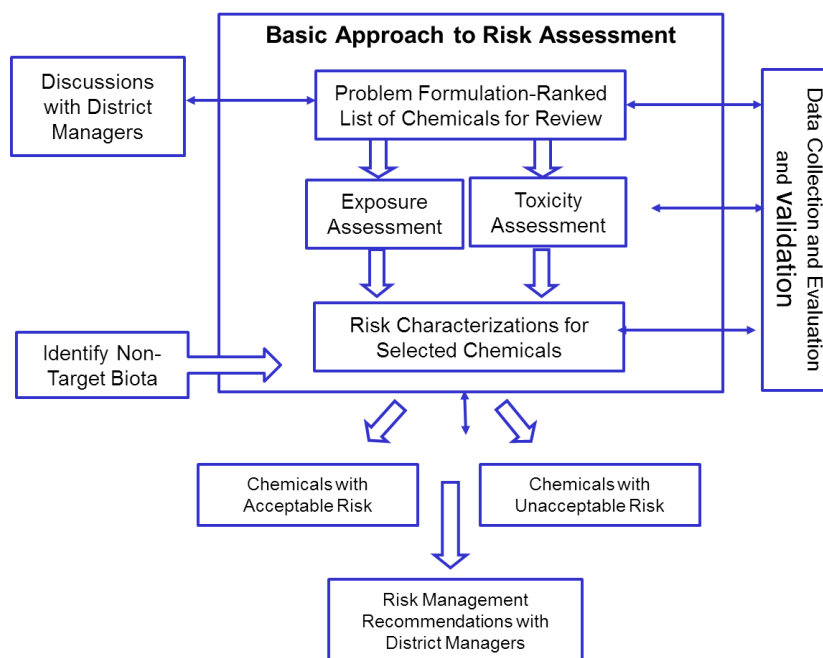 Basic Approach to Risk Assessment
Discussions
with District
Managers
Problem Formulation-Ranked
List of Chemicals for Review
Exposure
Assessment
Toxicity
Assessment
Data Collection and Evaluation
and validation
Risk Characterizations for
Selected Chemicals
Identify Non-
Target Biota
Chemicals with
Acceptable Risk
Chemicals with
Unacceptable Risk
Risk Management
Recommendations with
District Managers